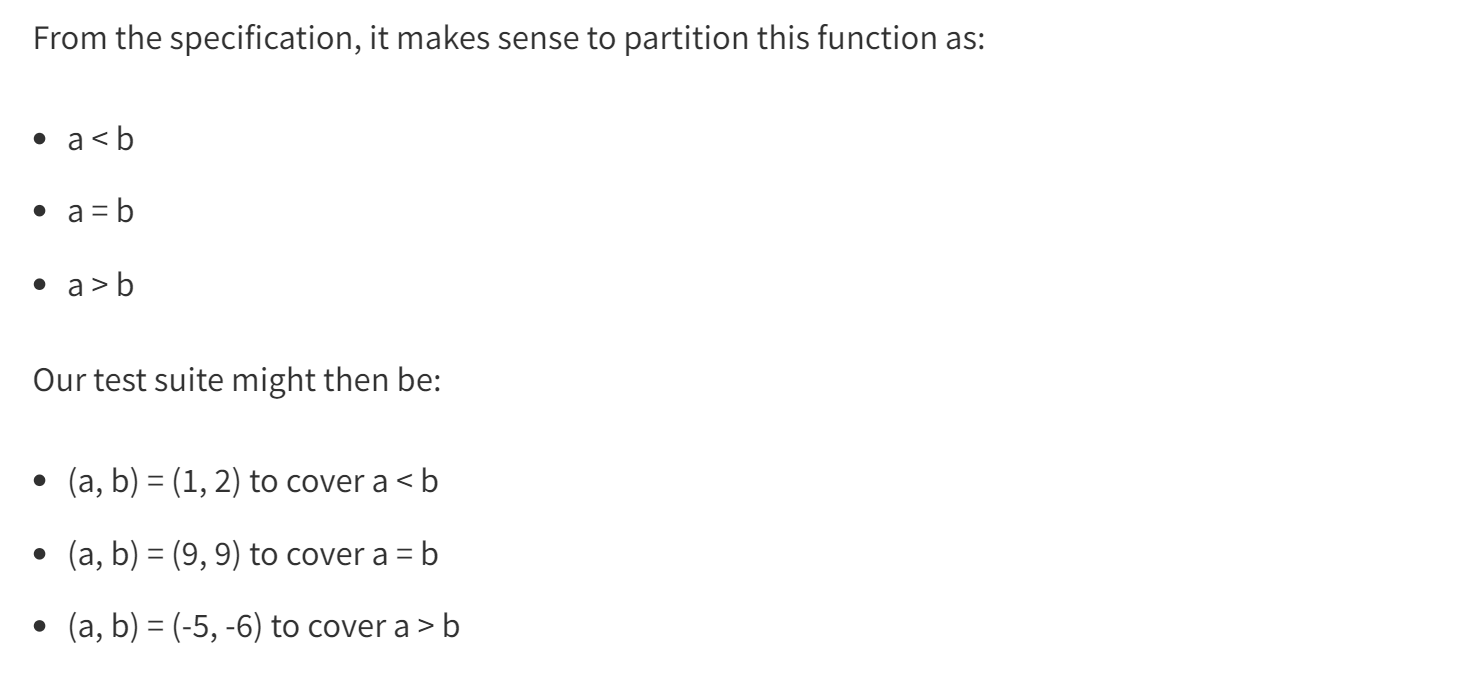 From the specification, it makes sense to partition this function as:
• a < b
• a = b
• a > b
Our test suite might then be:
• (a, b) = (1, 2) to cover a < b
• (a, b) = (9, 9) to cover a = b
• (a, b) = (-5, -6) to cover a > b